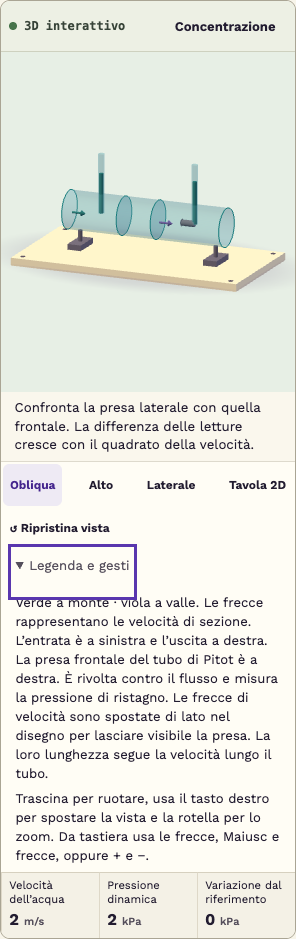 3D interattivo
Concentrazione
Confronta la presa laterale con quella
frontale. La differenza delle letture
cresce con il quadrato della velocità.
Obliqua Alto Laterale Tavola 2D
↺ Ripristina vista
▼ Legenda e gesti
Verde a monte · viola a valle. Le frecce
rappresentano le velocità di sezione.
L’entrata è a sinistra e l’uscita a destra.
La presa frontale del tubo di Pitot è a
destra. È rivolta contro il flusso e misura
la pressione di ristagno. Le frecce di
velocità sono spostate di lato nel
disegno per lasciare visibile la presa. La
loro lunghezza segue la velocità lungo il
tubo.
Trascina per ruotare, usa il tasto destro
per spostare la vista e la rotella per lo
zoom. Da tastiera usa le frecce, Maiusc e
frecce, oppure + e −.
Velocità
dell’acqua
2 m/s
Pressione
dinamica
2 kPa
Variazione dal
riferimento
0 kPa